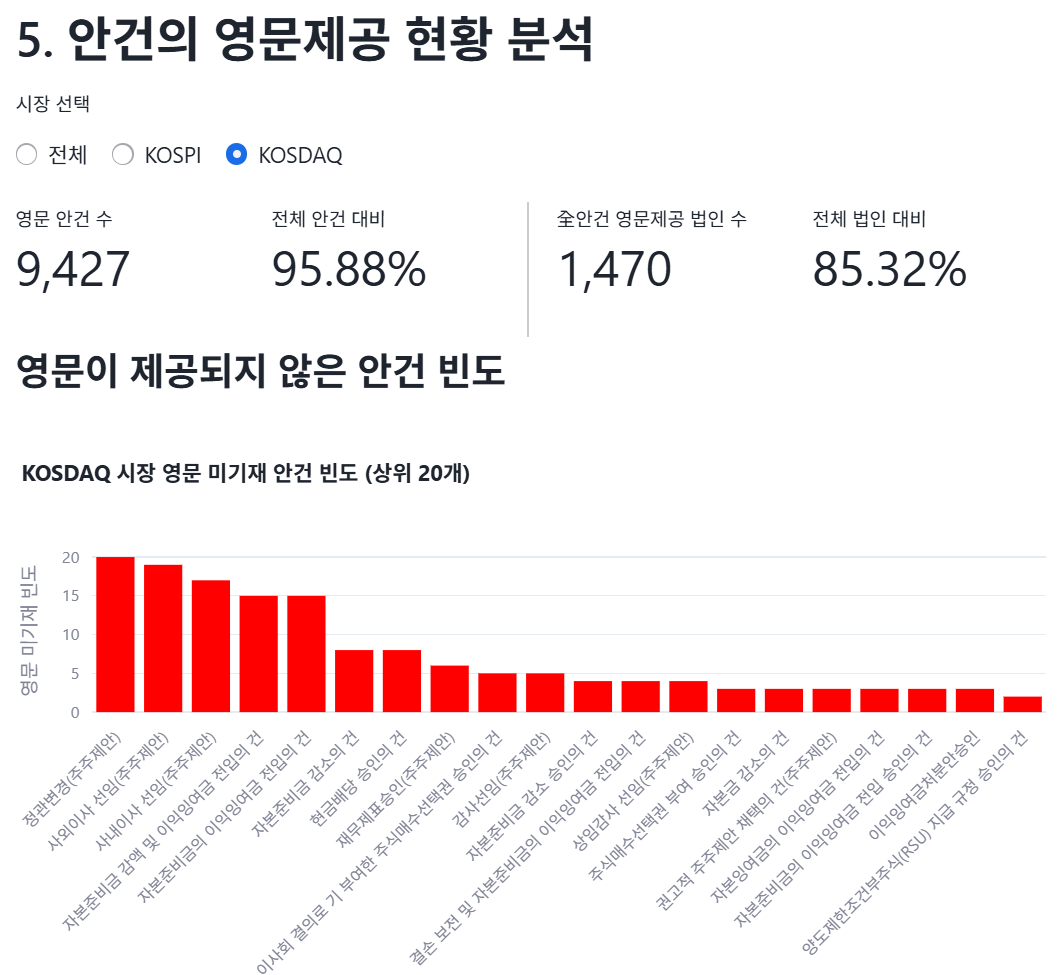 5. 안건의 영문제공 현황 분석
시장 선택
전체 KOSPI KOSDAQ
영문 안건 수 전체 안건 대비 全안건 영문제공 법인 수 전체 법인 대비
9,427 95.88% 1,470 85.32%
영문이 제공되지 않은 안건 빈도
KOSDAQ 시장 영문 미기재 안건 빈도 (상위 20개)
영문 미기재 빈도
20
15
10
5
0
정관변경(주주제안)
사외이사 선임(주주제안)
사내이사 선임(주주제안)
자본준비금 감액 및 이익잉여금 전입의 건
자본준비금의 이익잉여금 전입의 건
자본준비금 감소의 건
현금배당 승인의 건
재무제표승인(주주제안)
이사회 결의로 기 부여한 주식매수선택권 승인의 건
감사선임(주주제안)
자본준비금 감소 승인의 건
결손 보전 및 자본준비금의 이익잉여금 전입의 건
상임감사 선임(주주제안)
주식매수선택권 부여 승인의 건
자본금 감소의 건
권고적 주주제안 채택의 건(주주제안)
자본잉여금의 이익잉여금 전입의 건
자본준비금의 이익잉여금 전입 승인의 건
이익잉여금처분안승인
양도제한조건부주식(RSU) 지급 규정 승인의 건